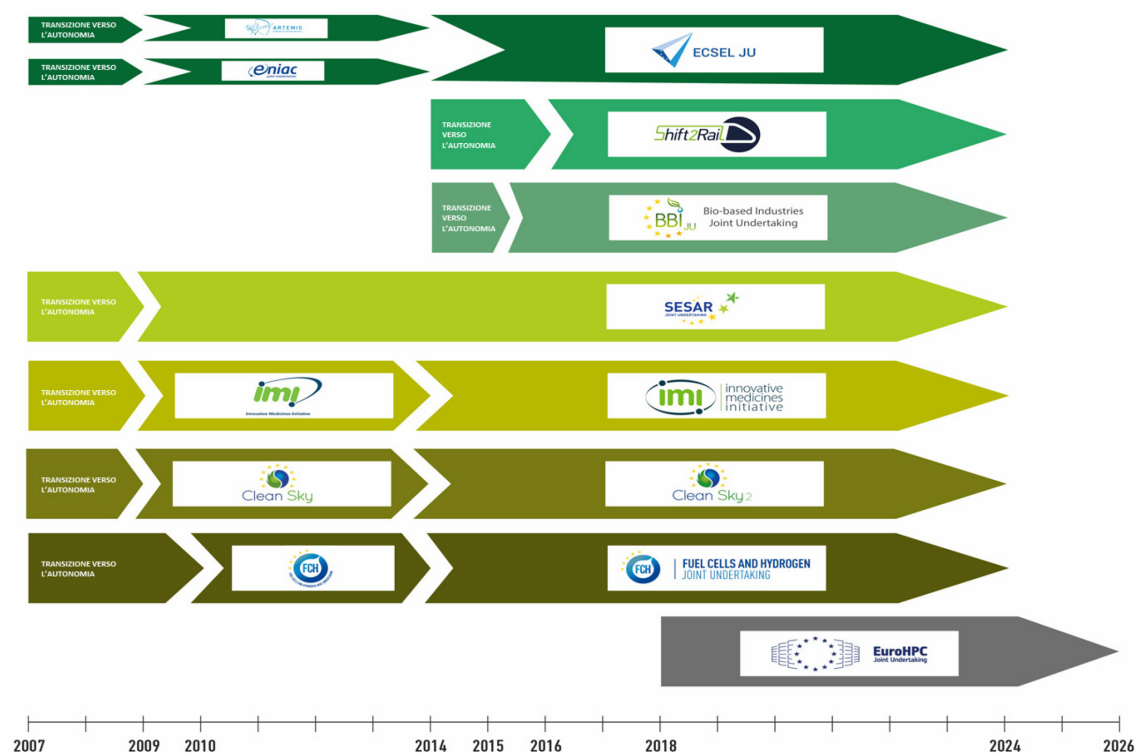 TRANSIZIONE VERSO
L'AUTONOMIA
ARTEMIS
TRANSIZIONE VERSO
L'AUTONOMIA
eniac
JOINT UNDERTAKING
ECSEL JU
TRANSIZIONE
VERSO
L'AUTONOMIA
Shift2Rail
TRANSIZIONE
VERSO
L'AUTONOMIA
BBI JU
Bio-based Industries
Joint Undertaking
TRANSIZIONE VERSO
L'AUTONOMIA
SESAR
JOINT UNDERTAKING
TRANSIZIONE VERSO
L'AUTONOMIA
imi
Innovative Medicines Initiative
imi
innovative
medicines
initiative
TRANSIZIONE VERSO
L'AUTONOMIA
Clean Sky
Clean Sky2
TRANSIZIONE VERSO
L'AUTONOMIA
FCH
FCH
FUEL CELLS AND HYDROGEN
JOINT UNDERTAKING
EuroHPC
Joint Undertaking
2007 2009 2010 2014 2015 2016 2018 2024 2026